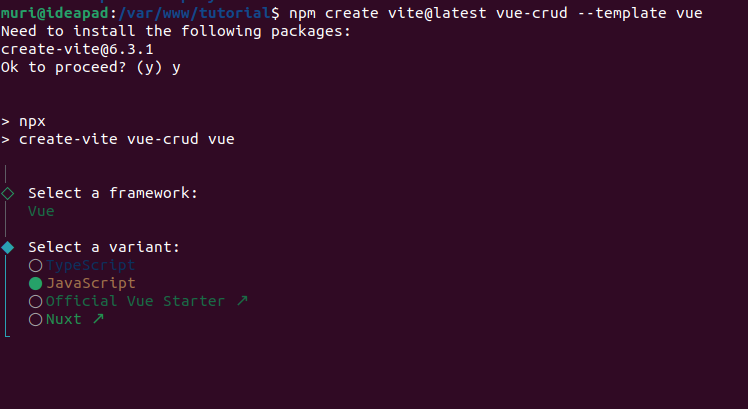 muri@ideapad:/var/www/tutorial$ npm create vite@latest vue-crud --template vue
Need to install the following packages:
create-vite@6.3.1
Ok to proceed? (y) y
> npx
> create-vite vue-crud vue
Select a framework:
Vue
Select a variant:
TypeScript
JavaScript
Official Vue Starter ↗
Nuxt ↗